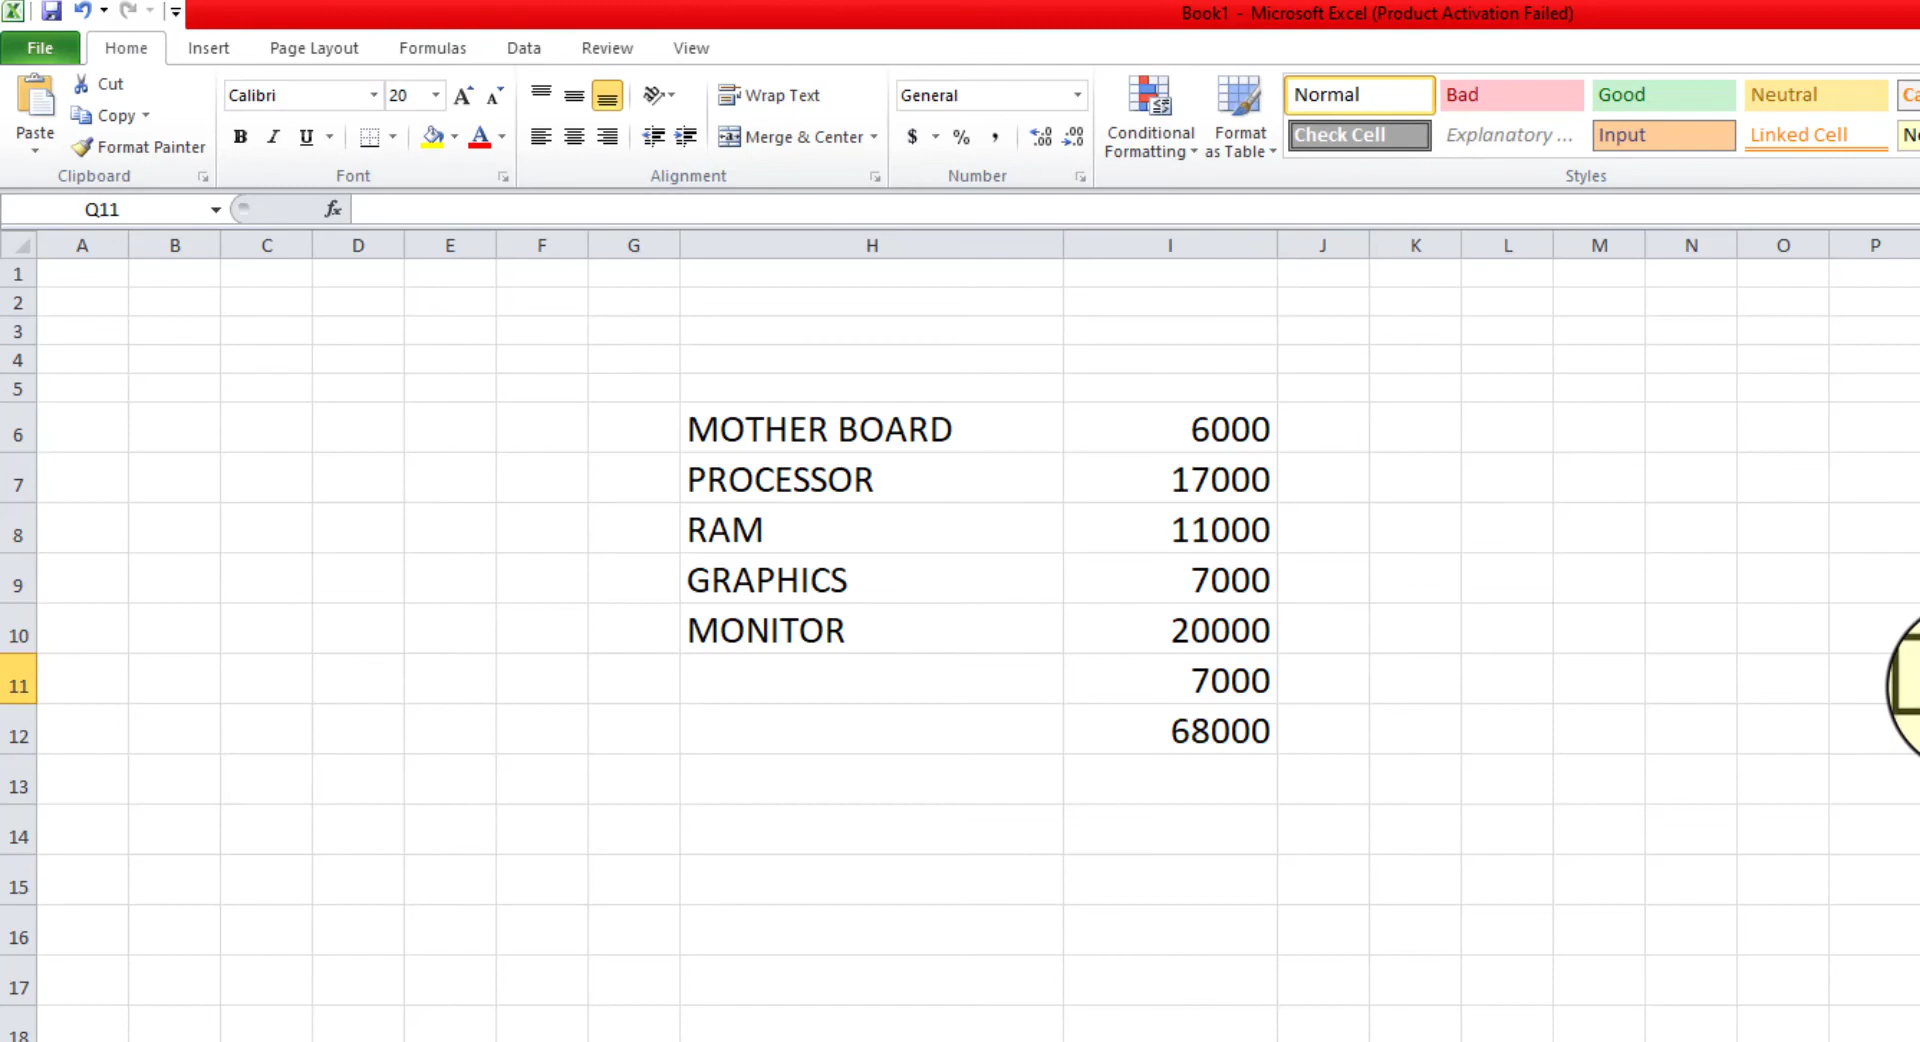 Book1 - Microsoft Excel (Product Activation Failed)
File Home Insert Page Layout Formulas Data Review View
Paste
Cut
Copy
Format Painter
Clipboard
Calibri 20
B I U
Font
Wrap Text
Merge & Center
Alignment
General
$ % ,
Number
Conditional Formatting
Format as Table
Normal Bad Good Neutral
Check Cell Explanatory ... Input Linked Cell
Styles
Q11 fx
A B C D E F G H I J K L M N O P
1
2
3
4
5
6 MOTHER BOARD 6000
7 PROCESSOR 17000
8 RAM 11000
9 GRAPHICS 7000
10 MONITOR 20000
11 7000
12 68000
13
14
15
16
17
18